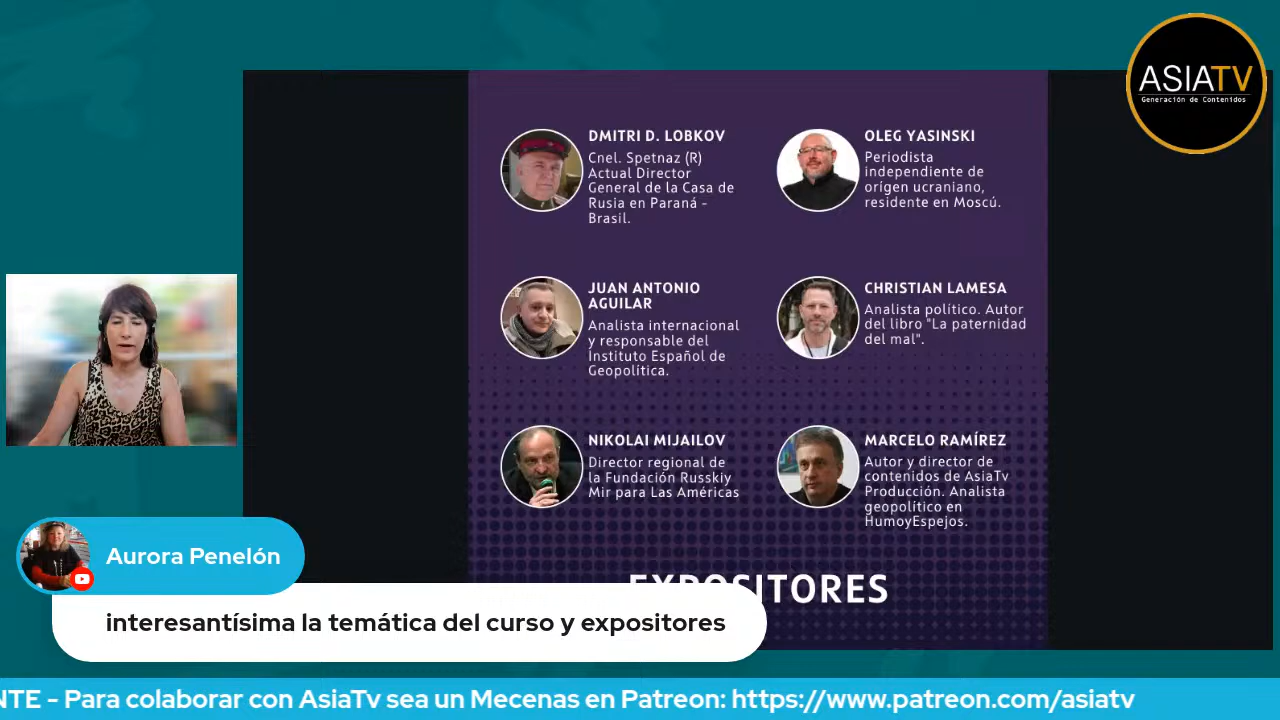 ASIATV
Generación de Contenidos
DMITRI D. LOBKOV
Cnel. Spetnaz (R)
Actual Director
General de la Casa de
Rusia en Paraná -
Brasil.
OLEG YASINSKI
Periodista
independiente de
orígen ucraniano,
residente en Moscú.
JUAN ANTONIO
AGUILAR
Analista internacional
y responsable del
Instituto Español de
Geopolítica.
CHRISTIAN LAMESA
Analista político. Autor
del libro "La paternidad
del mal".
NIKOLAI MIJAILOV
Director regional de
la Fundación Russkiy
Mir para Las Américas
MARCELO RAMÍREZ
Autor y director de
contenidos de AsiaTv
Producción. Analista
geopolítico en
HumoyEspejos.
EXPOSITORES
Aurora Penelón
interesantísima la temática del curso y expositores
NTE - Para colaborar con AsiaTv sea un Mecenas en Patreon: https://www.patreon.com/asiatv